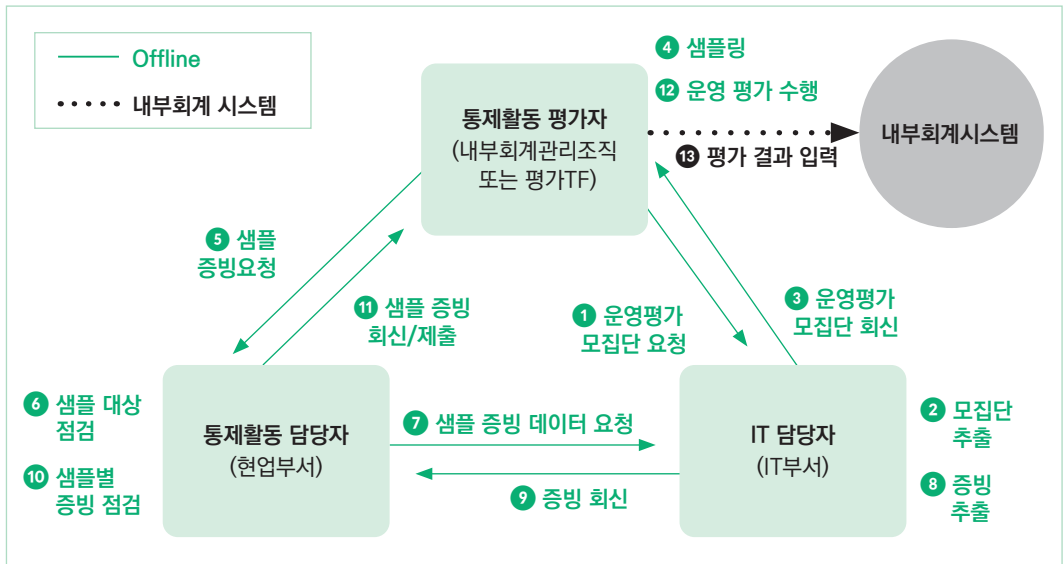 Offline
내부회계 시스템
❹ 샘플링
⓬ 운영 평가 수행
⓭ 평가 결과 입력
내부회계시스템
통제활동 평가자
(내부회계관리조직
또는 평가TF)
❺ 샘플
증빙요청
⓫ 샘플 증빙
회신/제출
❶ 운영평가
모집단 요청
❸ 운영평가
모집단 회신
❻ 샘플 대상
점검
❿ 샘플별
증빙 점검
통제활동 담당자
(현업부서)
❼ 샘플 증빙 데이터 요청
❾ 증빙 회신
IT 담당자
(IT부서)
❷ 모집단
추출
❽ 증빙
추출